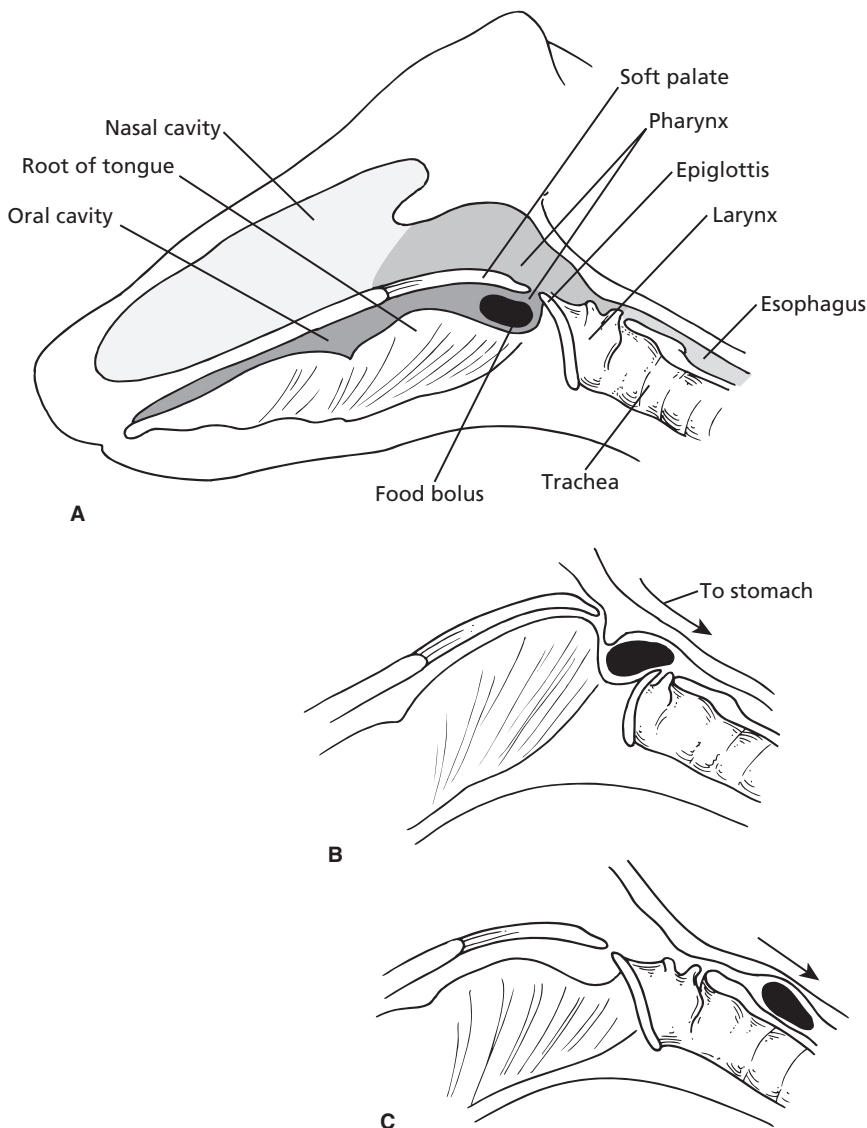 Soft palate
Pharynx
Nasal cavity
Root of tongue
Epiglottis
Oral cavity
Larynx
Esophagus
Food bolus
Trachea
A
To stomach
B
C